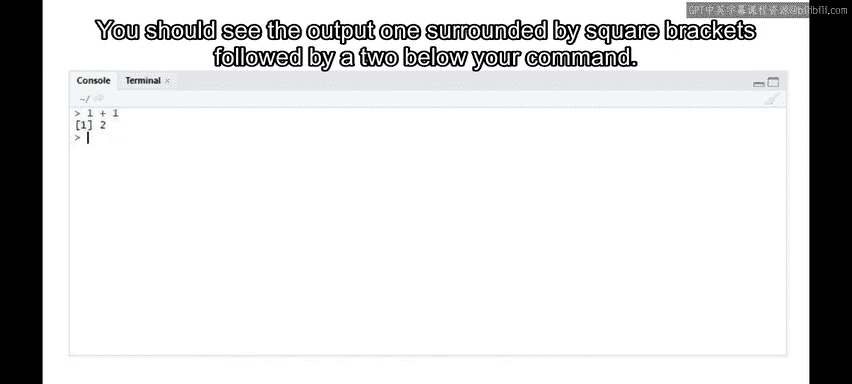 GPT中英字幕课程资源@bilibili.com
You should see the output one surrounded by square brackets
followed by a two below your command.
Console Terminal ×
~/
> 1 + 1
[1] 2
>